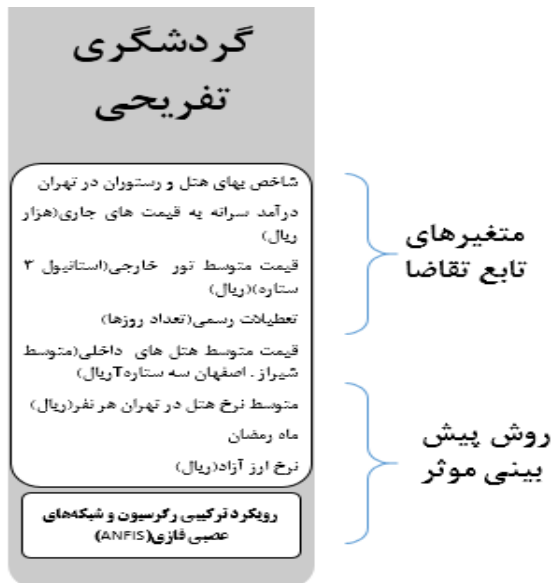 گردشگری
تفریحی
شاخص بهای هتل و رستوران در تهران
درآمد سرانه به قیمت های جاری(هزار
ریال)
قیمت متوسط تور خارجی(استانبول ۳
ستاره)(ریال)
تعطیلات رسمی(تعداد روزها)
قیمت متوسط هتل های داخلی(متوسط
شیراز . اصفهان سه ستارهTریال)
متوسط نرخ هتل در تهران هر نفر(ریال)
ماه رمضان
نرخ ارز آزاد(ریال)
رویکرد ترکیبی رگرسیون و شبکه‌های
عصبی فازی(ANFIS)
متغیرهای
تابع تقاضا
روش پیش
بینی موثر